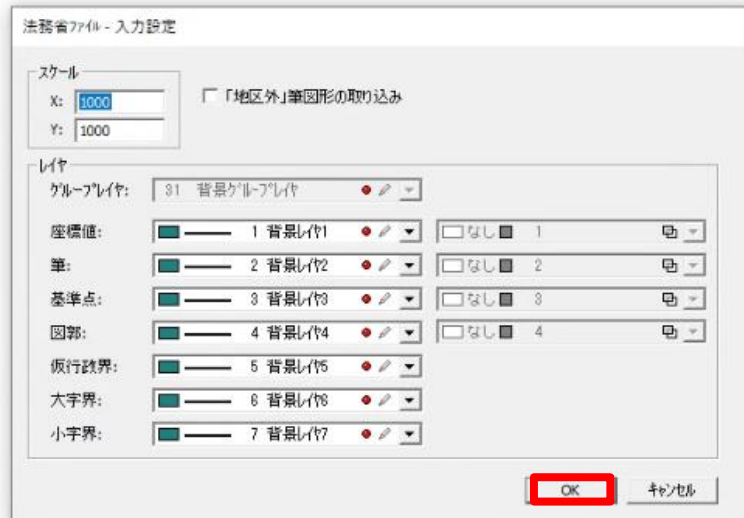 法務省ファイル - 入力設定
スケール
X: 1000
「地区外」筆図形の取り込み
Y: 1000
レイヤ
グループレイヤ: 31 背景グループレイヤ
座標値: 1 背景レイヤ1 なし 1
筆: 2 背景レイヤ2 なし 2
基準点: 3 背景レイヤ3 なし 3
図郭: 4 背景レイヤ4 なし 4
仮行政界: 5 背景レイヤ5
大字界: 6 背景レイヤ6
小字界: 7 背景レイヤ7
OK キャンセル